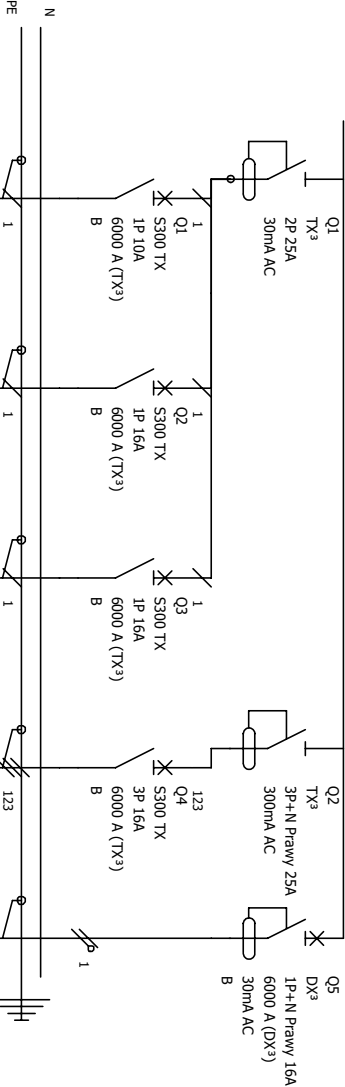 Q1
TX³
2P 25A
30mA AC
Q2
TX³
3P+N Prawy 25A
300mA AC
Q5
DX³
1P+N Prawy 16A
6000 A (DX³)
30mA AC
B
1
Q1
S300 TX
1P 10A
6000 A (TX³)
B
1
Q2
S300 TX
1P 16A
6000 A (TX³)
B
1
Q3
S300 TX
1P 16A
6000 A (TX³)
B
123
Q4
S300 TX
3P 16A
6000 A (TX³)
B
1
N
PE
1
1
1
123